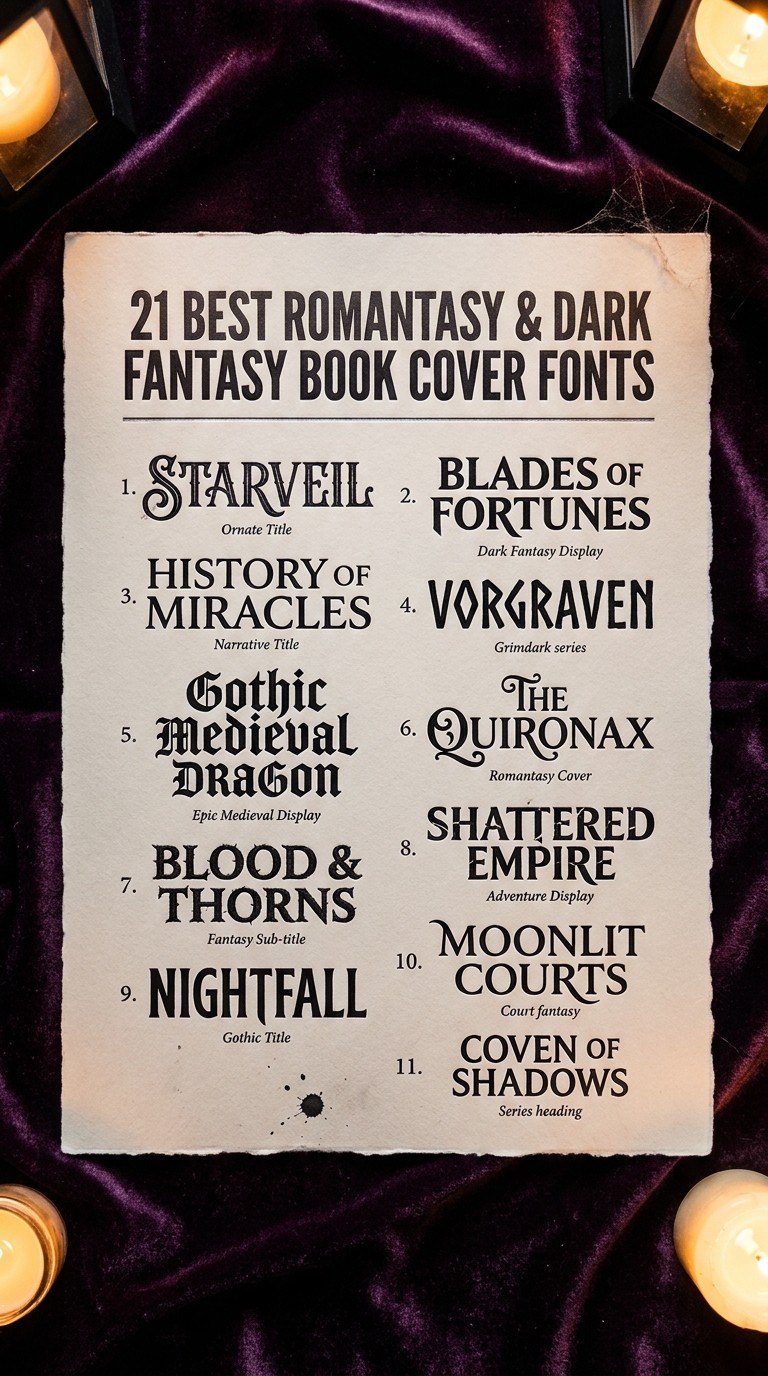 21 BEST ROMANTASY & DARK
FANTASY BOOK COVER FONTS
1. STARVEIL
Ornate Title
2. BLADES OF
FORTUNES
Dark Fantasy Display
3. HISTORY OF
MIRACLES
Narrative Title
4. VORGRAVEN
Grimdark series
5. Gothic
Medieval
DRaGon
Epic Medieval Display
6. THE
QUIRONAX
Romantasy Cover
7. BLOOD &
THORNS
Fantasy Sub-title
8. SHATTERED
EMPIRE
Adventure Display
9. NIGHTFALL
Gothic Title
10. MOONLIT
COURTS
Court fantasy
11. COVEN OF
SHADOWS
Series heading